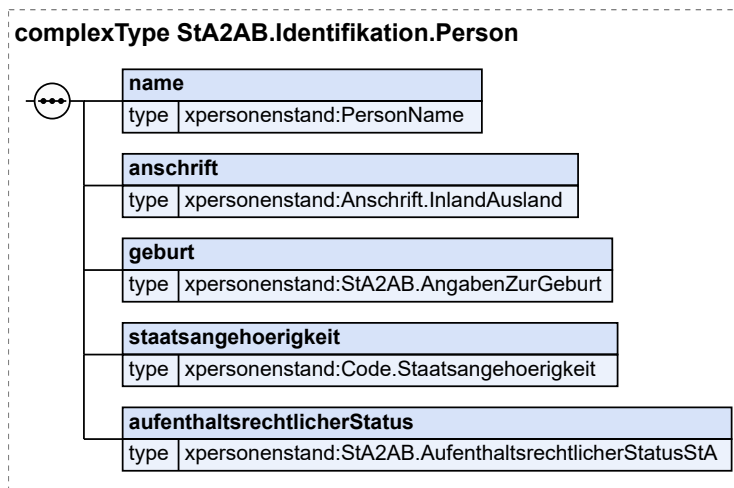 complexType StA2AB.Identifikation.Person
name
type xpersonenstand:PersonName
anschrift
type xpersonenstand:Anschrift.InlandAusland
geburt
type xpersonenstand:StA2AB.AngabenZurGeburt
staatsangehoerigkeit
type xpersonenstand:Code.Staatsangehoerigkeit
aufenthaltsrechtlicherStatus
type xpersonenstand:StA2AB.AufenthaltsrechtlicherStatusStA